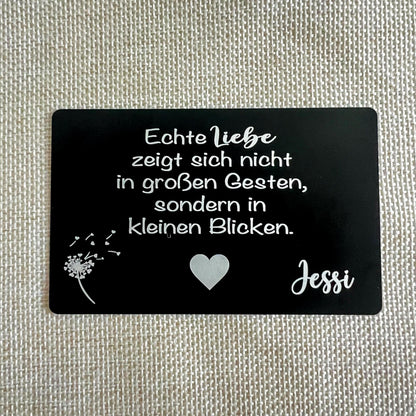 Echte Liebe
zeigt sich nicht
in großen Gesten,
sondern in
kleinen Blicken.
Jessi